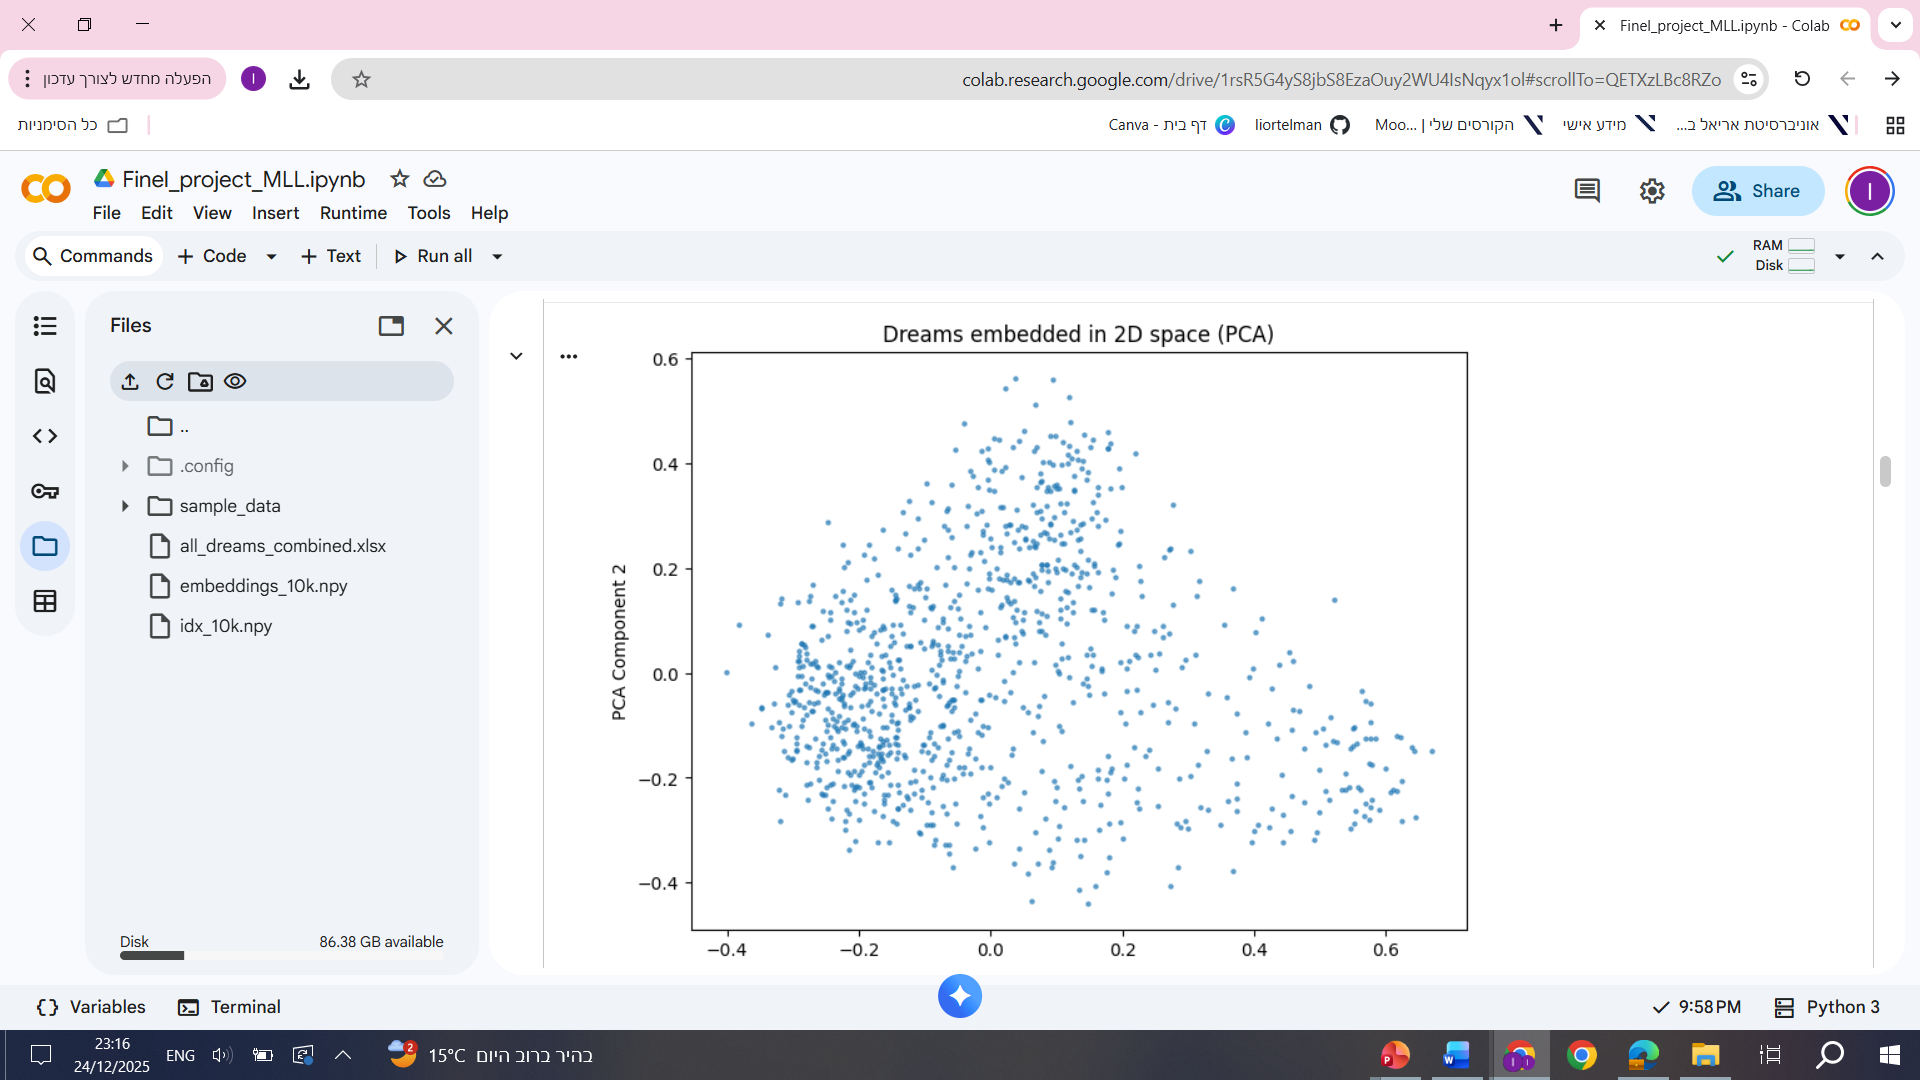 Finel_project_MLL.ipynb - Colab
הפעלה מחדש לצורך עדכון
I
colab.research.google.com/drive/1rsR5G4yS8jbS8EzaOuy2WU4IsNqyx1ol#scrollTo=QETXzLBc8RZo
כל הסימניות
דף בית - Canva
liortelman
הקורסים שלי | Moo...
מידע אישי
אוניברסיטת אריאל ב...
Finel_project_MLL.ipynb
File Edit View Insert Runtime Tools Help
Share
I
Commands
+ Code
+ Text
Run all
RAM
Disk
Files
..
.config
sample_data
all_dreams_combined.xlsx
embeddings_10k.npy
idx_10k.npy
Disk
86.38 GB available
Dreams embedded in 2D space (PCA)
PCA Component 2
0.6
0.4
0.2
0.0
−0.2
−0.4
−0.4 −0.2 0.0 0.2 0.4 0.6
Variables
Terminal
9:58 PM
Python 3
23:16
24/12/2025
ENG
2
15°C בהיר ברוב היום